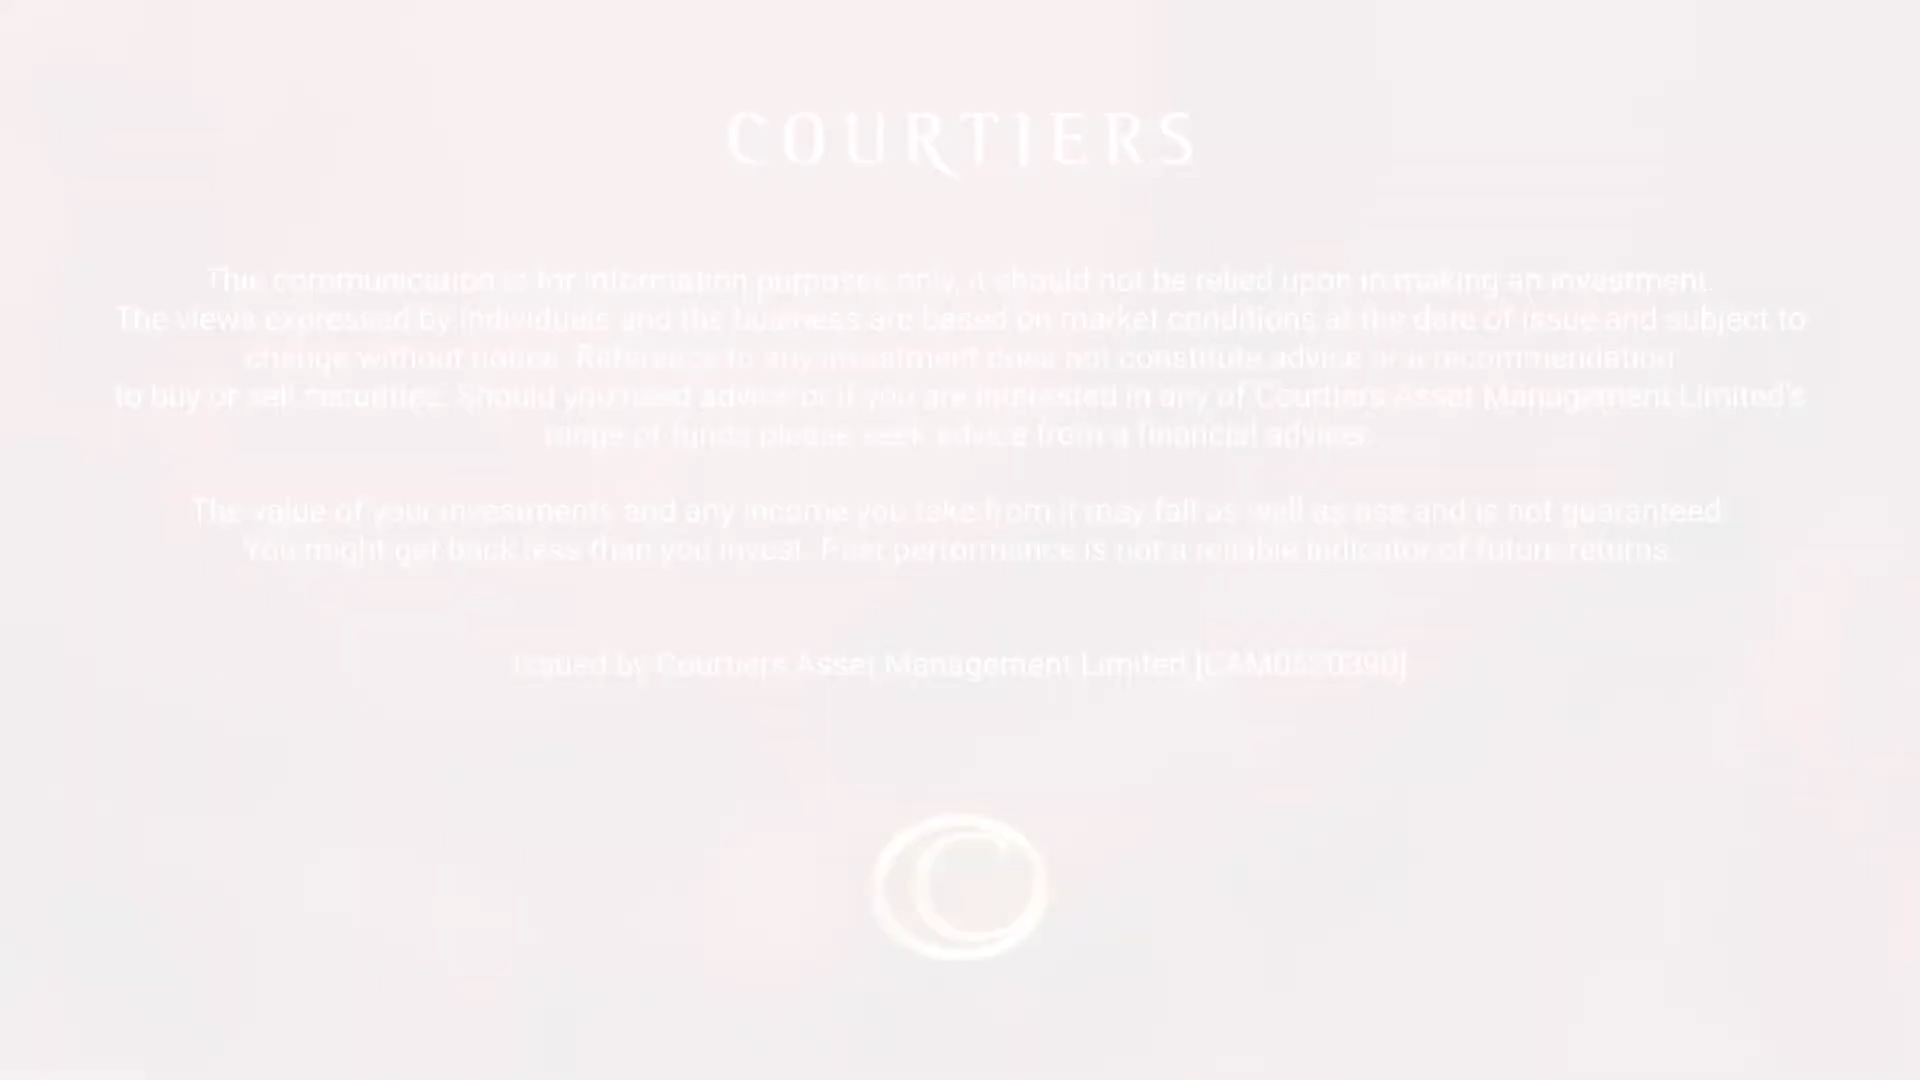 COURTIERS
This communication is for information purposes only, it should not be relied upon in making an investment.
The views expressed by individuals and the business are based on market conditions at the date of issue and subject to
change without notice. Reference to any investment does not constitute advice or a recommendation
to buy or sell securities. Should you need advice or if you are interested in any of Courtiers Asset Management Limited's
range of funds please seek advice from a financial adviser.
The value of your investments and any income you take from it may fall as well as rise and is not guaranteed.
You might get back less than you invest. Past performance is not a reliable indicator of future returns.
Issued by Courtiers Asset Management Limited